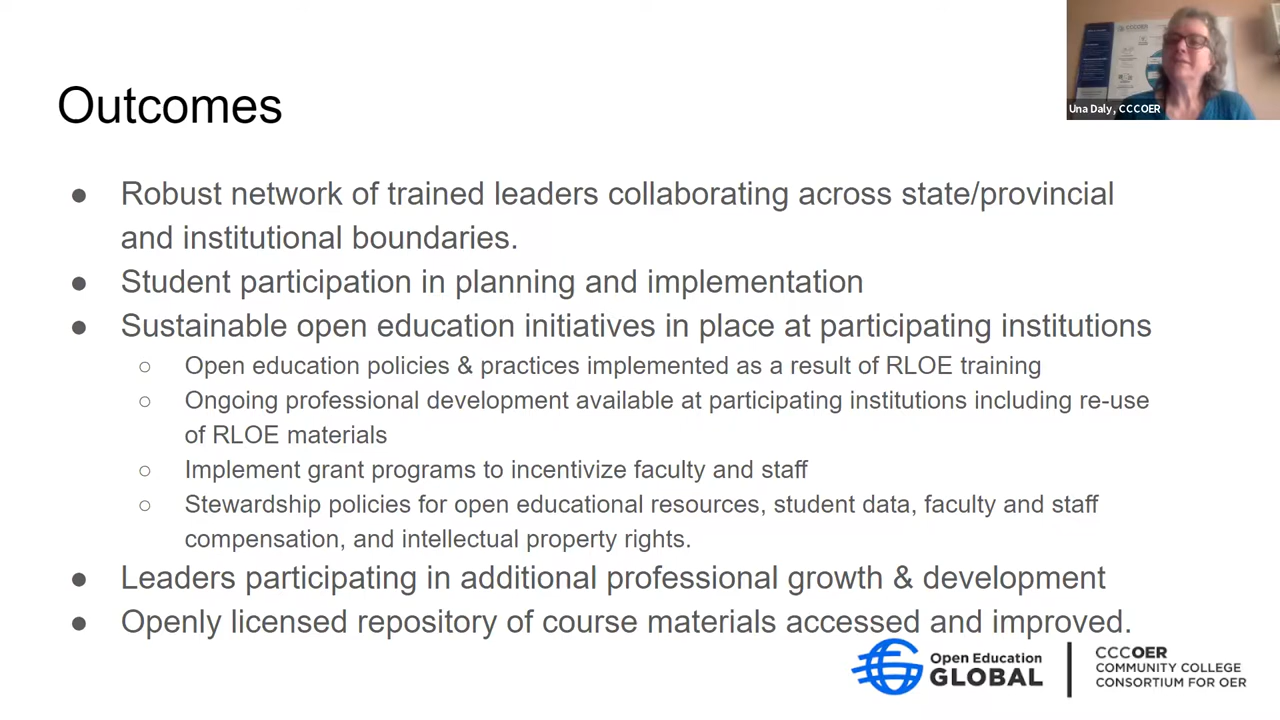 Outcomes
CCCOER
Una Daly, CCCOER
● Robust network of trained leaders collaborating across state/provincial
and institutional boundaries.
● Student participation in planning and implementation
● Sustainable open education initiatives in place at participating institutions
○ Open education policies & practices implemented as a result of RLOE training
○ Ongoing professional development available at participating institutions including re-use
of RLOE materials
○ Implement grant programs to incentivize faculty and staff
○ Stewardship policies for open educational resources, student data, faculty and staff
compensation, and intellectual property rights.
● Leaders participating in additional professional growth & development
● Openly licensed repository of course materials accessed and improved.
Open Education
GLOBAL
CCCOER
COMMUNITY COLLEGE
CONSORTIUM FOR OER